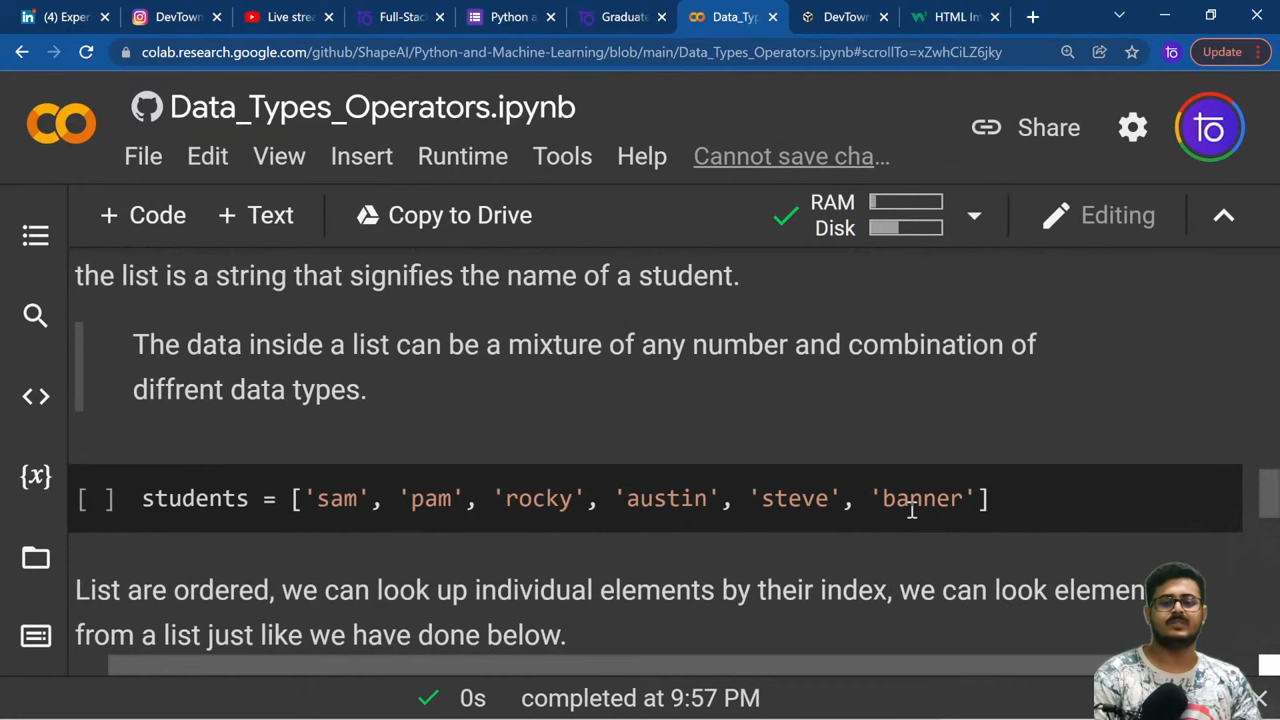 (4) Exper
DevTown
Live stre
Full-Stack
Python a
Graduate
Data_Typ
DevTown
HTML Im
colab.research.google.com/github/ShapeAI/Python-and-Machine-Learning/blob/main/Data_Types_Operators.ipynb#scrollTo=xZwhCiLZ6jky
Update
Data_Types_Operators.ipynb
Share
File Edit View Insert Runtime Tools Help Cannot save cha…
+ Code + Text Copy to Drive
RAM
Disk
Editing
the list is a string that signifies the name of a student.
The data inside a list can be a mixture of any number and combination of
diffrent data types.
[ ] students = ['sam', 'pam', 'rocky', 'austin', 'steve', 'banner']
List are ordered, we can look up individual elements by their index, we can look elemen
from a list just like we have done below.
0s completed at 9:57 PM